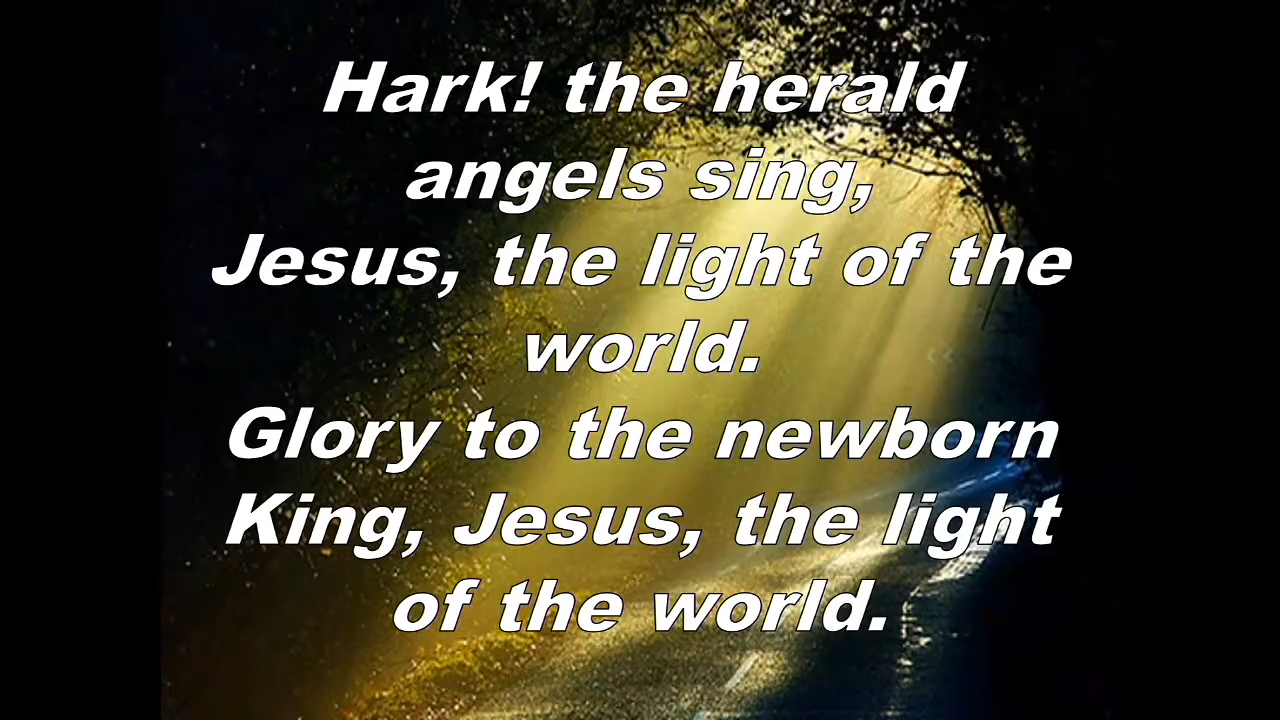 Hark! the herald
angels sing,
Jesus, the light of the
world.
Glory to the newborn
King, Jesus, the light
of the world.